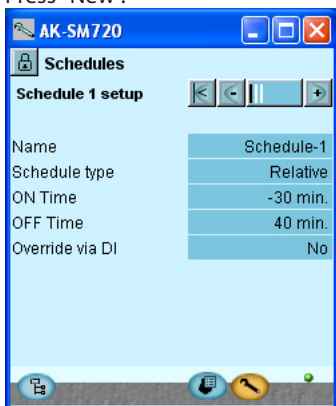 Press "New".
AK-SM720
Schedules
Schedule 1 setup
Name Schedule-1
Schedule type Relative
ON Time -30 min.
OFF Time 40 min.
Override via DI No